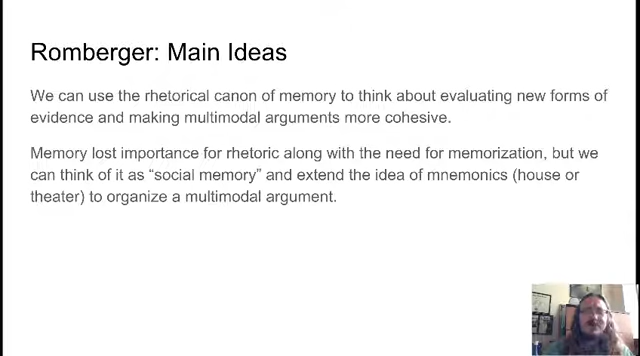 Romberger: Main Ideas
We can use the rhetorical canon of memory to think about evaluating new forms of
evidence and making multimodal arguments more cohesive.
Memory lost importance for rhetoric along with the need for memorization, but we
can think of it as “social memory” and extend the idea of mnemonics (house or
theater) to organize a multimodal argument.